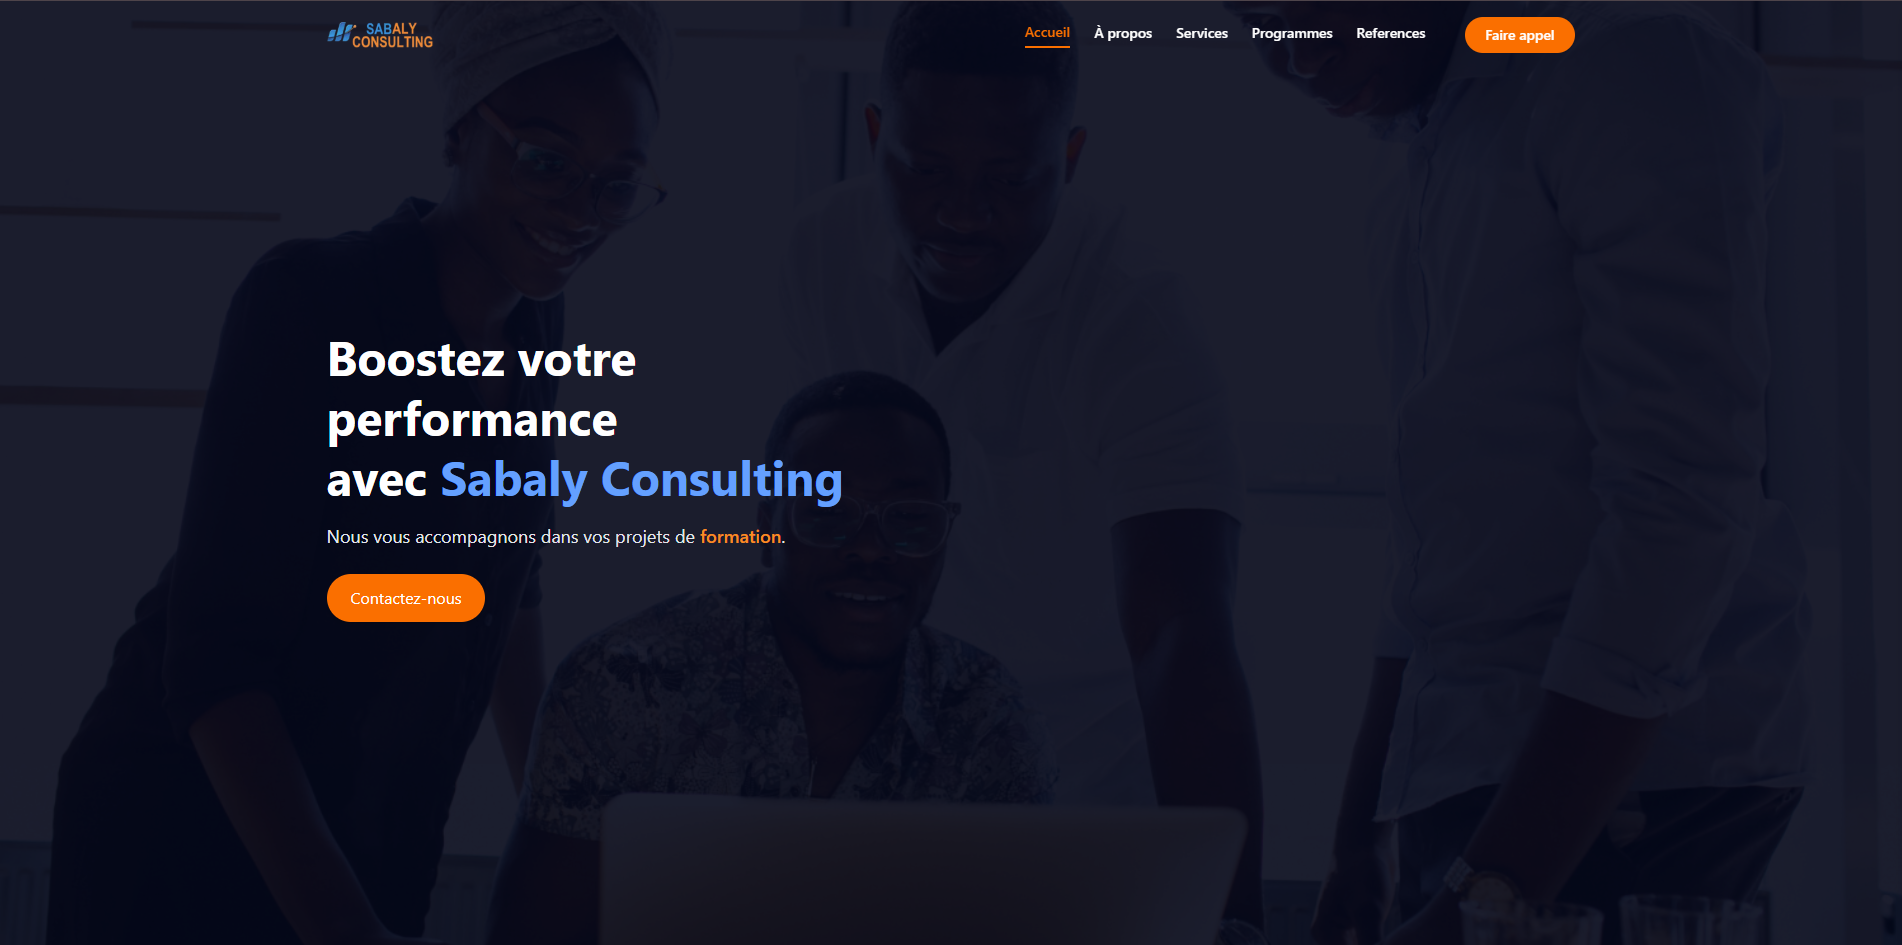 SABALY
CONSULTING
Accueil
À propos
Services
Programmes
References
Faire appel
Boostez votre
performance
avec Sabaly Consulting
Nous vous accompagnons dans vos projets de formation.
Contactez-nous